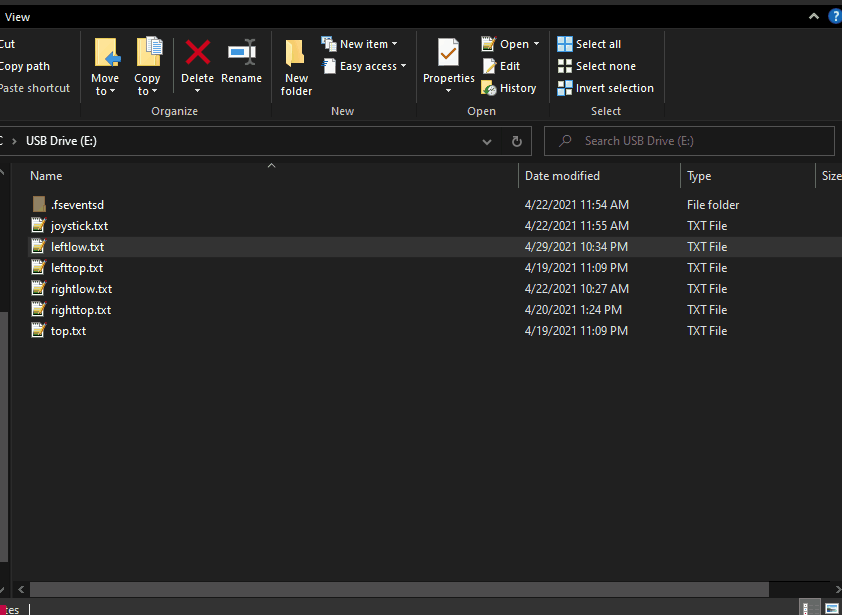 View
Cut
Copy path
Paste shortcut
Move to
Copy to
Delete
Rename
Organize
New folder
New item
Easy access
New
Properties
Open
Edit
History
Open
Select all
Select none
Invert selection
Select
USB Drive (E:)
Search USB Drive (E:)
Name Date modified Type Size
.fseventsd 4/22/2021 11:54 AM File folder
joystick.txt 4/22/2021 11:55 AM TXT File
leftlow.txt 4/29/2021 10:34 PM TXT File
lefttop.txt 4/19/2021 11:09 PM TXT File
rightlow.txt 4/22/2021 10:27 AM TXT File
righttop.txt 4/20/2021 1:24 PM TXT File
top.txt 4/19/2021 11:09 PM TXT File